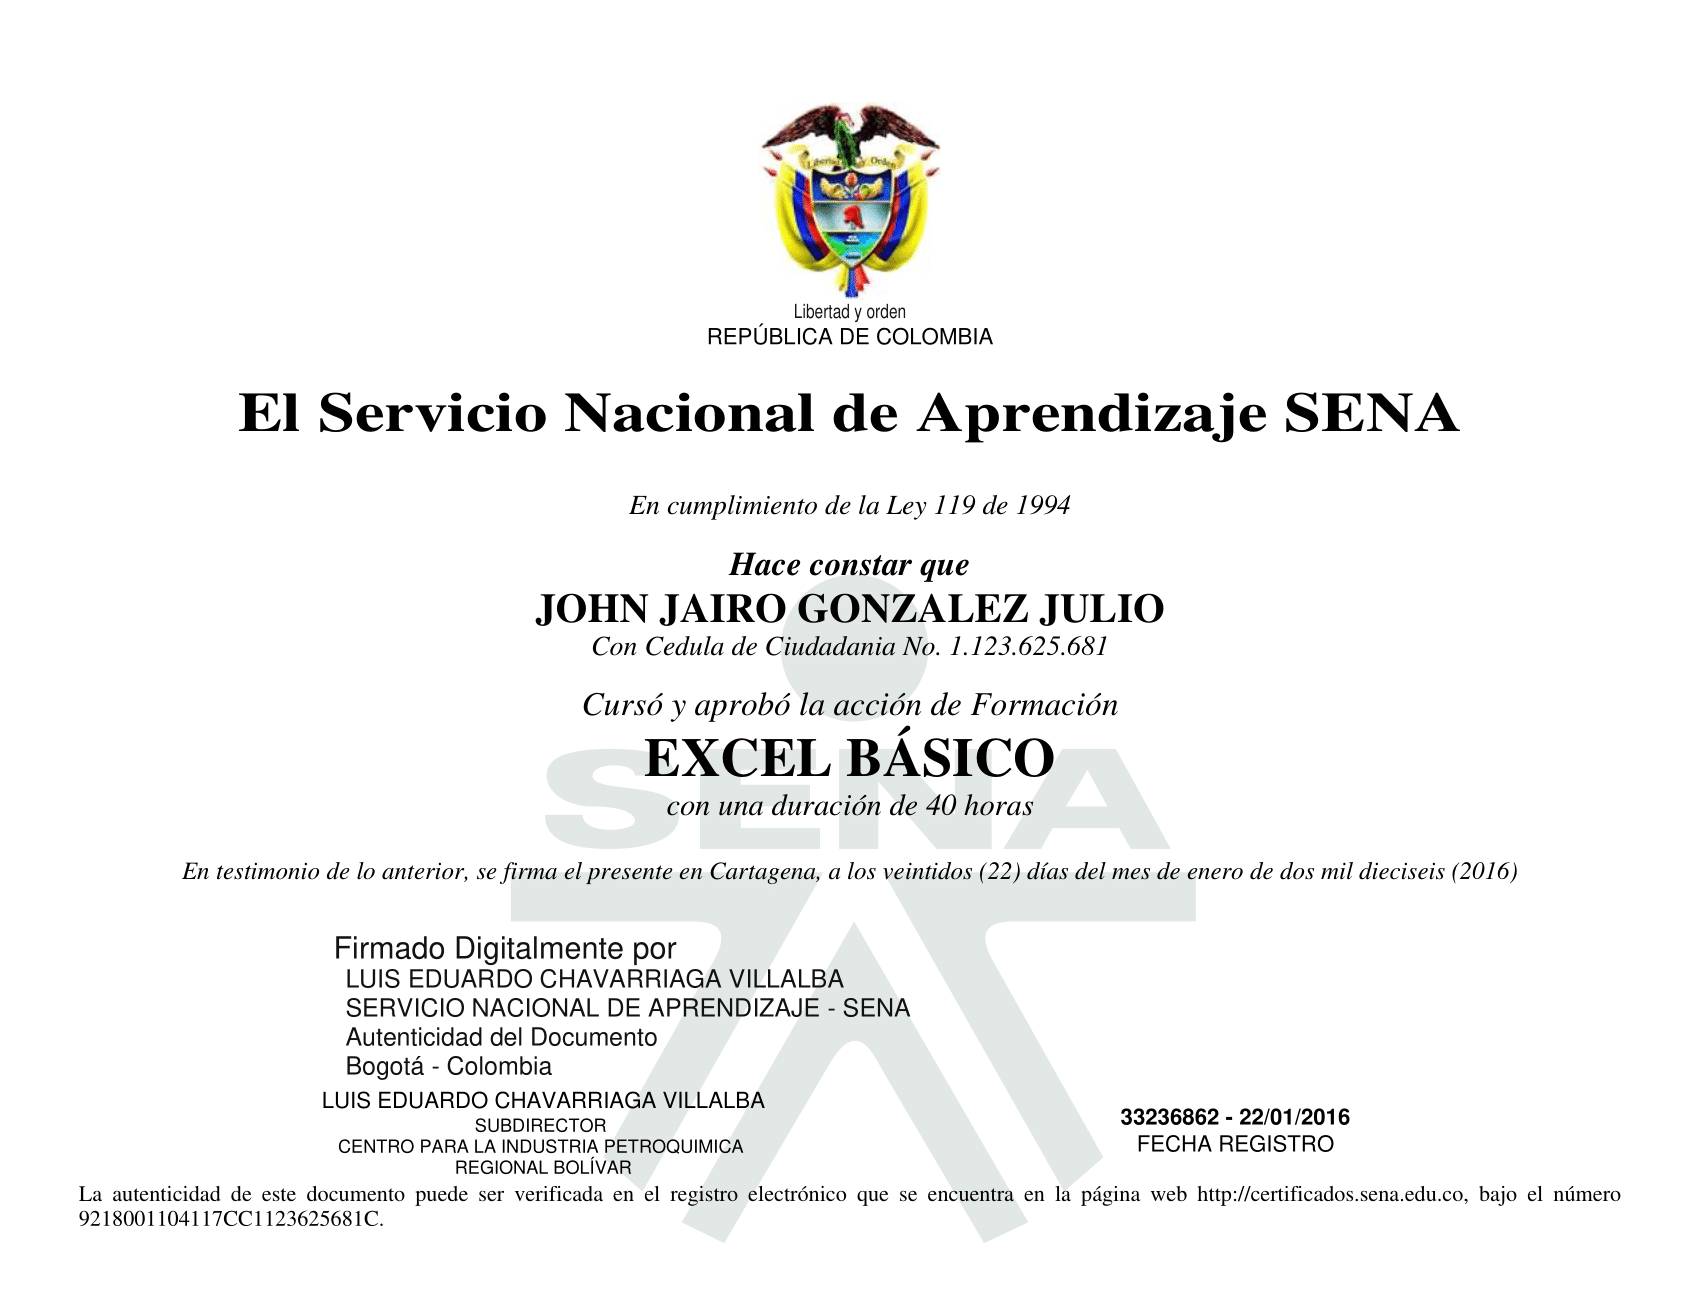 Libertad y Orden
Libertad y orden
REPÚBLICA DE COLOMBIA
El Servicio Nacional de Aprendizaje SENA
En cumplimiento de la Ley 119 de 1994
Hace constar que
JOHN JAIRO GONZALEZ JULIO
Con Cedula de Ciudadania No. 1.123.625.681
Cursó y aprobó la acción de Formación
EXCEL BÁSICO
SENA
con una duración de 40 horas
En testimonio de lo anterior, se firma el presente en Cartagena, a los veintidos (22) días del mes de enero de dos mil dieciseis (2016)
Firmado Digitalmente por
LUIS EDUARDO CHAVARRIAGA VILLALBA
SERVICIO NACIONAL DE APRENDIZAJE - SENA
Autenticidad del Documento
Bogotá - Colombia
LUIS EDUARDO CHAVARRIAGA VILLALBA
SUBDIRECTOR
CENTRO PARA LA INDUSTRIA PETROQUIMICA
REGIONAL BOLÍVAR
33236862 - 22/01/2016
FECHA REGISTRO
La autenticidad de este documento puede ser verificada en el registro electrónico que se encuentra en la página web http://certificados.sena.edu.co, bajo el número
9218001104117CC1123625681C.